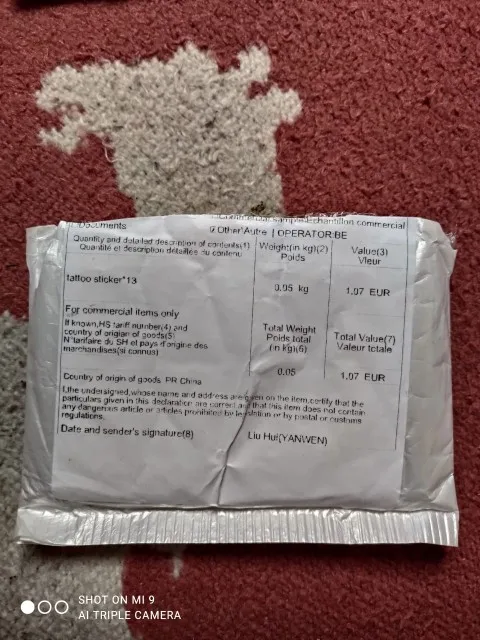 Documents
commercial sample\echantillon commercial
Other\Autre | OPERATOR:BE
Quantity and detailed description of contents(1)
Quantité et description détaillée du contenu
Weight(in kg)(2)
Poids
Value(3)
Vleur
tattoo sticker*13
0.05 kg
1.07 EUR
For commercial items only
If known,HS tariff number(4) and
country of origian of goods(5)
N°tarifaire du SH et pays d'origine des
marchandises(si connus)
Total Weight
Poids total
(in kg)(6)
Total Value(7)
Valeur totale
Country of origin of goods PR China
0.05
1.07 EUR
I,the undersigned,whose name and address are given on the item,certify that the
particulars given in this declaration are correct and that this item does not contain
any dangerous article or articles prohibited by legislation or by postal or customs
regulations.
Date and sender's signature(8)
Liu Hui(YANWEN)
SHOT ON MI 9
AI TRIPLE CAMERA